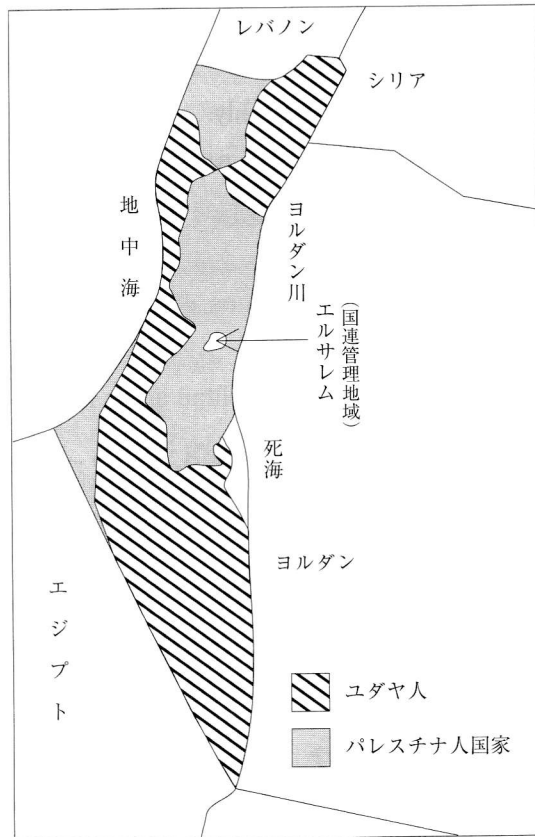 レバノン
シリア
地中海
ヨルダン川
エルサレム
(国連管理地域)
死海
ヨルダン
エジプト
ユダヤ人
パレスチナ人国家